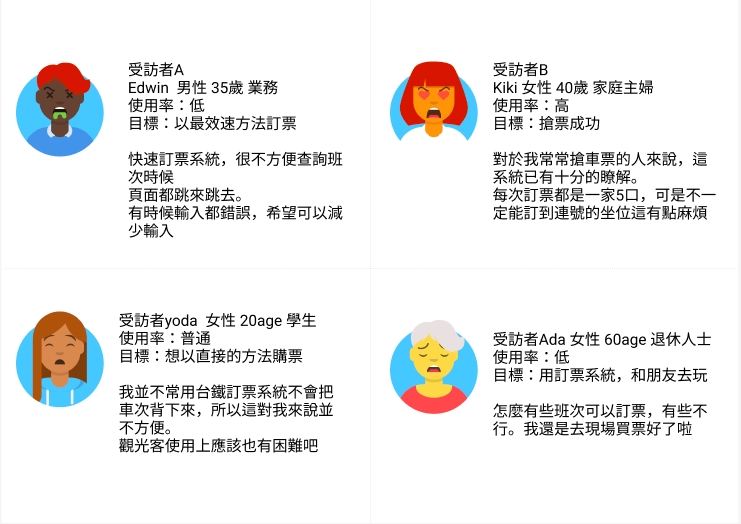 受訪者A
Edwin 男性 35歲 業務
使用率：低
目標：以最效速方法訂票
快速訂票系統，很不方便查詢班
次時候
頁面都跳來跳去。
有時候輸入都錯誤，希望可以減
少輸入
受訪者B
Kiki 女性 40歲 家庭主婦
使用率：高
目標：搶票成功
對於我常常搶車票的人來說，這
系統已有十分的瞭解。
每次訂票都是一家5口，可是不一
定能訂到連號的坐位這有點麻煩
受訪者yoda 女性 20age 學生
使用率：普通
目標：想以直接的方法購票
我並不常用台鐵訂票系統不會把
車次背下來，所以這對我來說並
不方便。
觀光客使用上應該也有困難吧
受訪者Ada 女性 60age 退休人士
使用率：低
目標：用訂票系統，和朋友去玩
怎麼有些班次可以訂票，有些不
行。我還是去現場買票好了啦